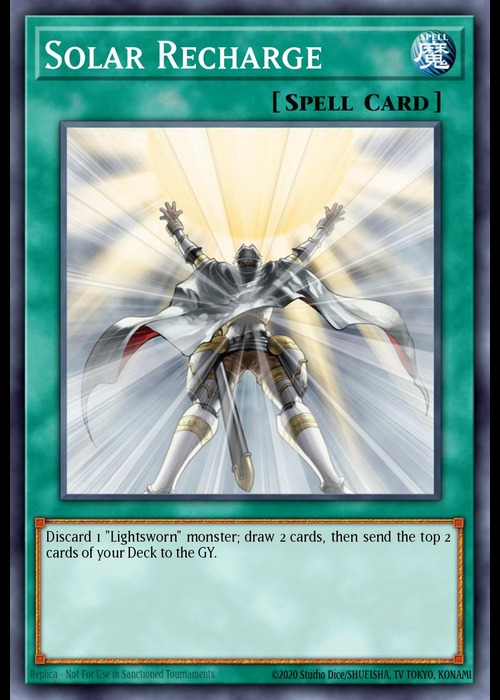 Solar Recharge
SPELL
魔
[Spell Card]
Discard 1 "Lightsworn" monster; draw 2 cards, then send the top 2
cards of your Deck to the GY.
Replica - Not For Use in Sanctioned Tournaments
©2020 Studio Dice/SHUEISHA, TV TOKYO, KONAMI